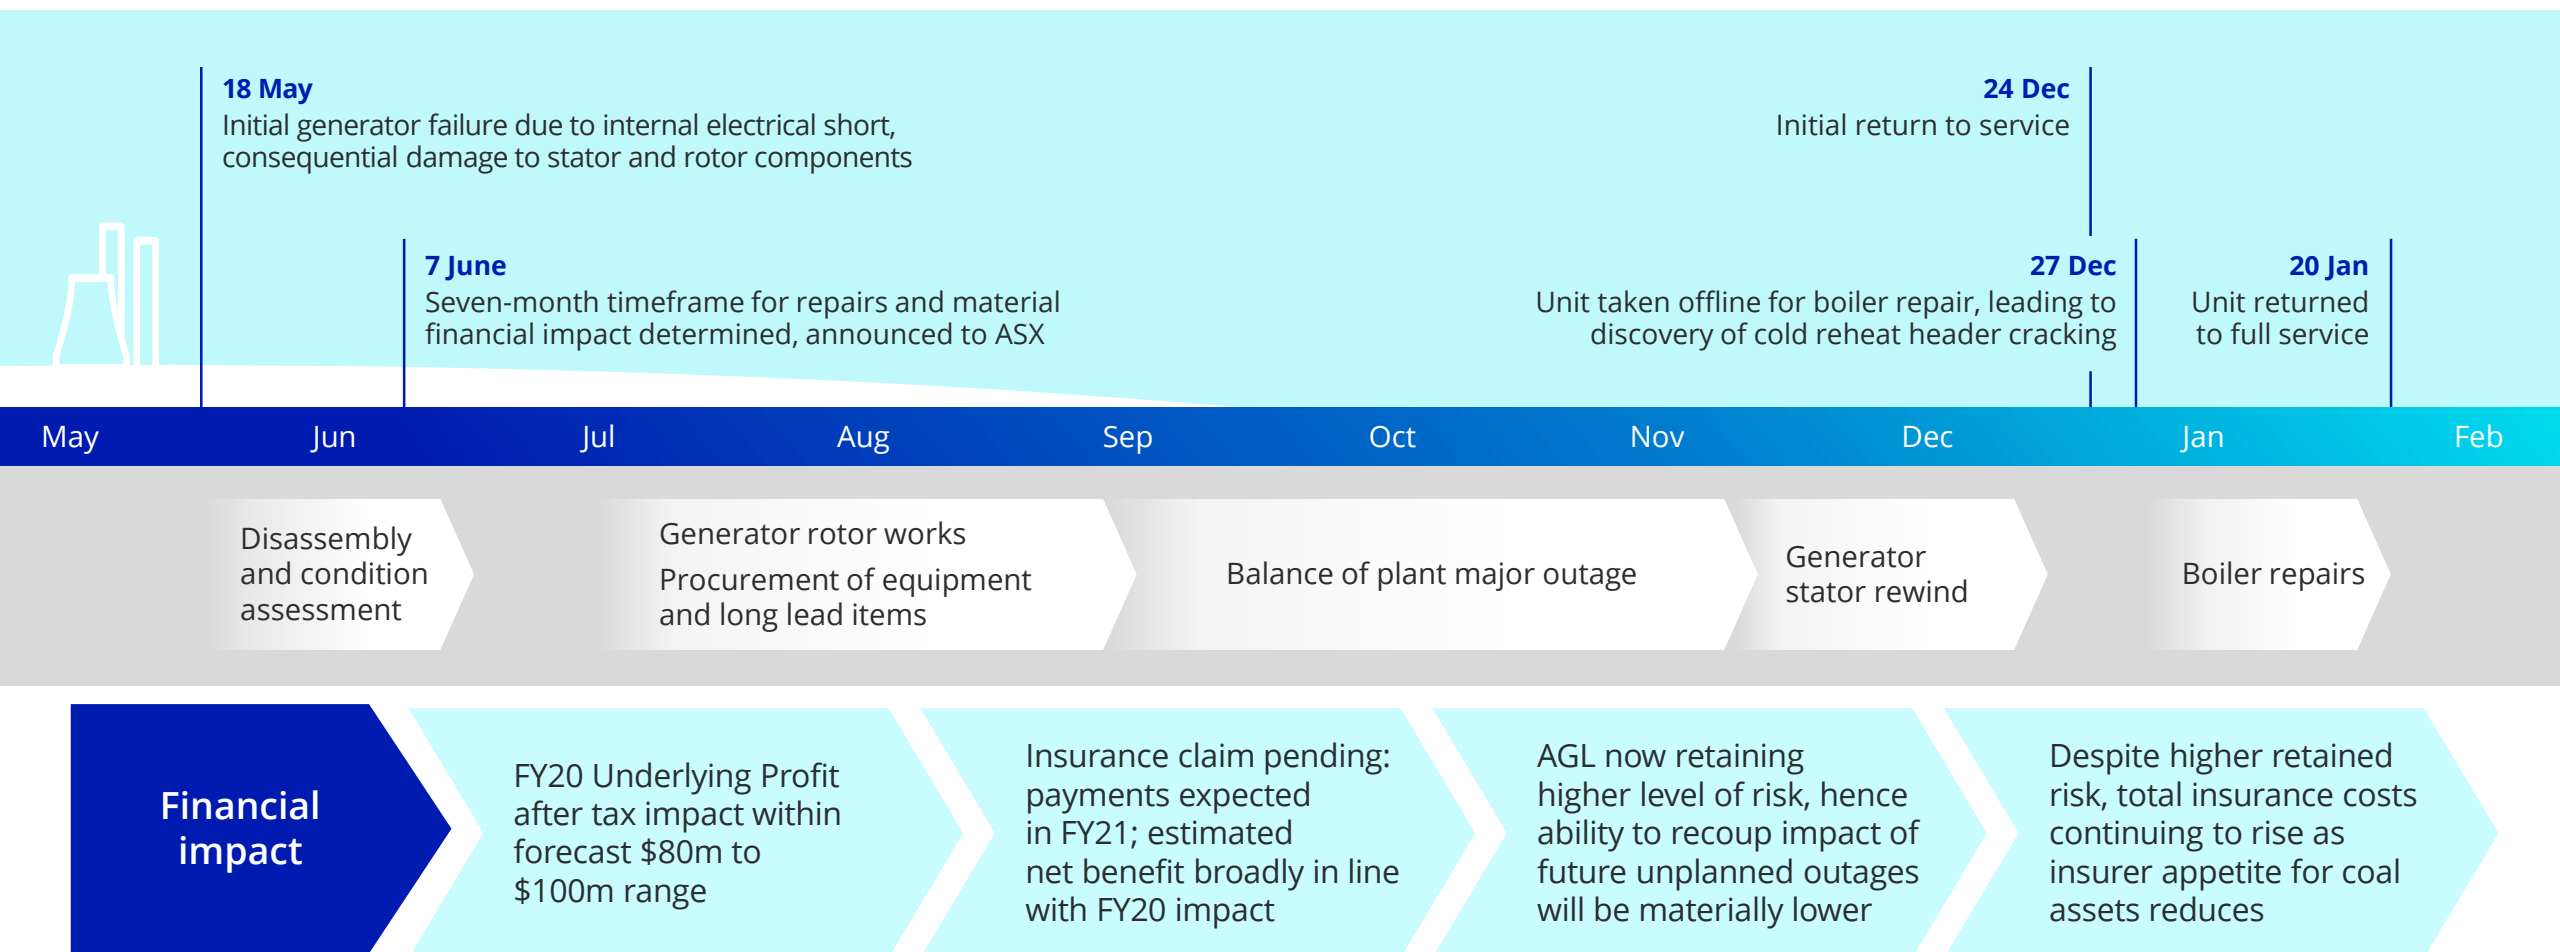 18 May
Initial generator failure due to internal electrical short,
consequential damage to stator and rotor components
7 June
Seven-month timeframe for repairs and material
financial impact determined, announced to ASX
24 Dec
Initial return to service
27 Dec
Unit taken offline for boiler repair, leading to
discovery of cold reheat header cracking
20 Jan
Unit returned
to full service
May Jun Jul Aug Sep Oct Nov Dec Jan Feb
Disassembly
and condition
assessment
Generator rotor works
Procurement of equipment
and long lead items
Balance of plant major outage
Generator
stator rewind
Boiler repairs
Financial
impact
FY20 Underlying Profit
after tax impact within
forecast $80m to
$100m range
Insurance claim pending:
payments expected
in FY21; estimated
net benefit broadly in line
with FY20 impact
AGL now retaining
higher level of risk, hence
ability to recoup impact of
future unplanned outages
will be materially lower
Despite higher retained
risk, total insurance costs
continuing to rise as
insurer appetite for coal
assets reduces